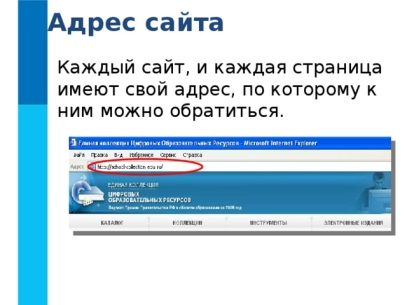 Адрес сайта
Каждый сайт, и каждая страница
имеют свой адрес, по которому к
ним можно обратиться.
Единая коллекция Цифровых Образовательных Ресурсов - Microsoft Internet Explorer
Файл Правка Вид Избранное Сервис Справка
Адрес http://school-collection.edu.ru/
ЕДИНАЯ КОЛЛЕКЦИЯ
ЦИФРОВЫХ
ОБРАЗОВАТЕЛЬНЫХ РЕСУРСОВ
КАТАЛОГ КОЛЛЕКЦИИ ИНСТРУМЕНТЫ ЭЛЕКТРОННЫЕ ИЗДАНИЯ